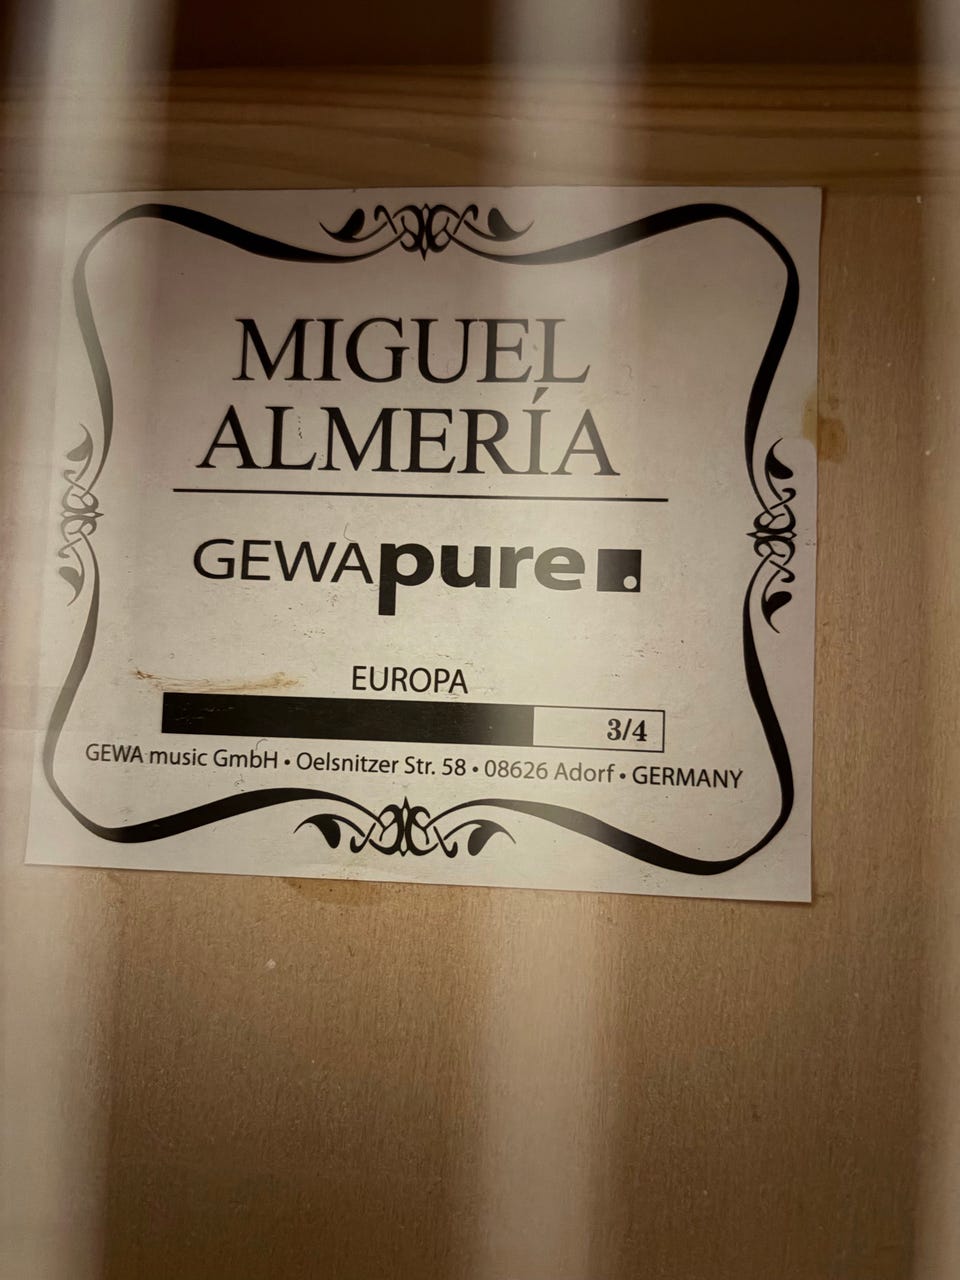 MIGUEL
ALMERÍA
GEWApure
EUROPA
3/4
GEWA music GmbH • Oelsnitzer Str. 58 • 08626 Adorf • GERMANY